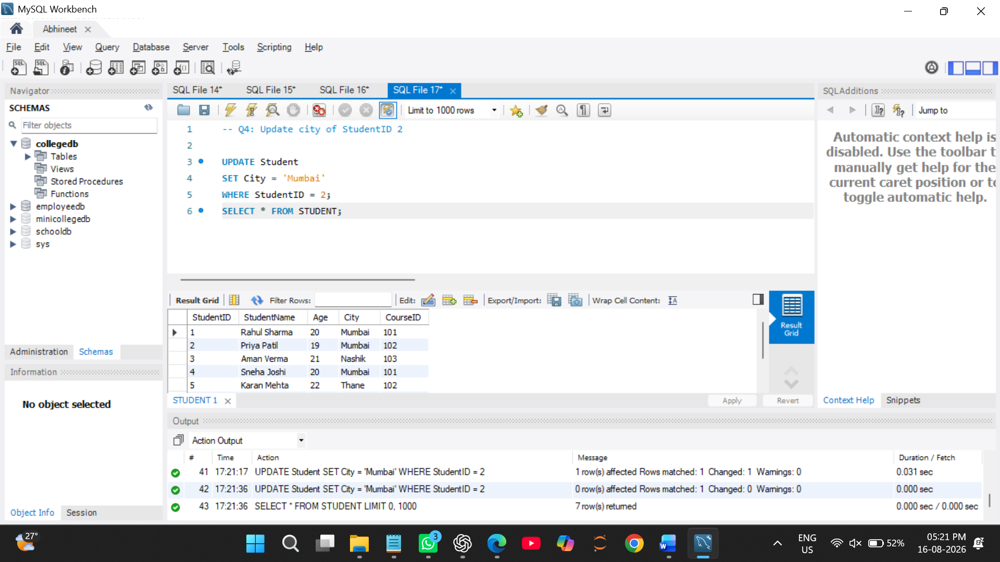 MySQL Workbench
Abhineet
File Edit View Query Database Server Tools Scripting Help
Navigator
SCHEMAS
Filter objects
collegedb
Tables
Views
Stored Procedures
Functions
employeedb
minicollegedb
schooldb
sys
Administration Schemas
Information
No object selected
Object Info Session
SQL File 14* SQL File 15* SQL File 16* SQL File 17*
Limit to 1000 rows
1 -- Q4: Update city of StudentID 2
2
3 UPDATE Student
4 SET City = 'Mumbai'
5 WHERE StudentID = 2;
6 SELECT * FROM STUDENT;
Result Grid Filter Rows: Edit: Export/Import: Wrap Cell Content:
StudentID StudentName Age City CourseID
1 Rahul Sharma 20 Mumbai 101
2 Priya Patil 19 Mumbai 102
3 Aman Verma 21 Nashik 103
4 Sneha Joshi 20 Mumbai 101
5 Karan Mehta 22 Thane 102
Result
Grid
STUDENT 1 Apply Revert
SQLAdditions
Jump to
Automatic context help is
disabled. Use the toolbar t
manually get help for the
current caret position or to
toggle automatic help.
Context Help Snippets
Output
Action Output
# Time Action Message Duration / Fetch
41 17:21:17 UPDATE Student SET City = 'Mumbai' WHERE StudentID = 2 1 row(s) affected Rows matched: 1 Changed: 1 Warnings: 0 0.031 sec
42 17:21:36 UPDATE Student SET City = 'Mumbai' WHERE StudentID = 2 0 row(s) affected Rows matched: 1 Changed: 0 Warnings: 0 0.000 sec
43 17:21:36 SELECT * FROM STUDENT LIMIT 0, 1000 7 row(s) returned 0.000 sec / 0.000 sec
27°
3
ENG
US
52%
05:21 PM
16-08-2026